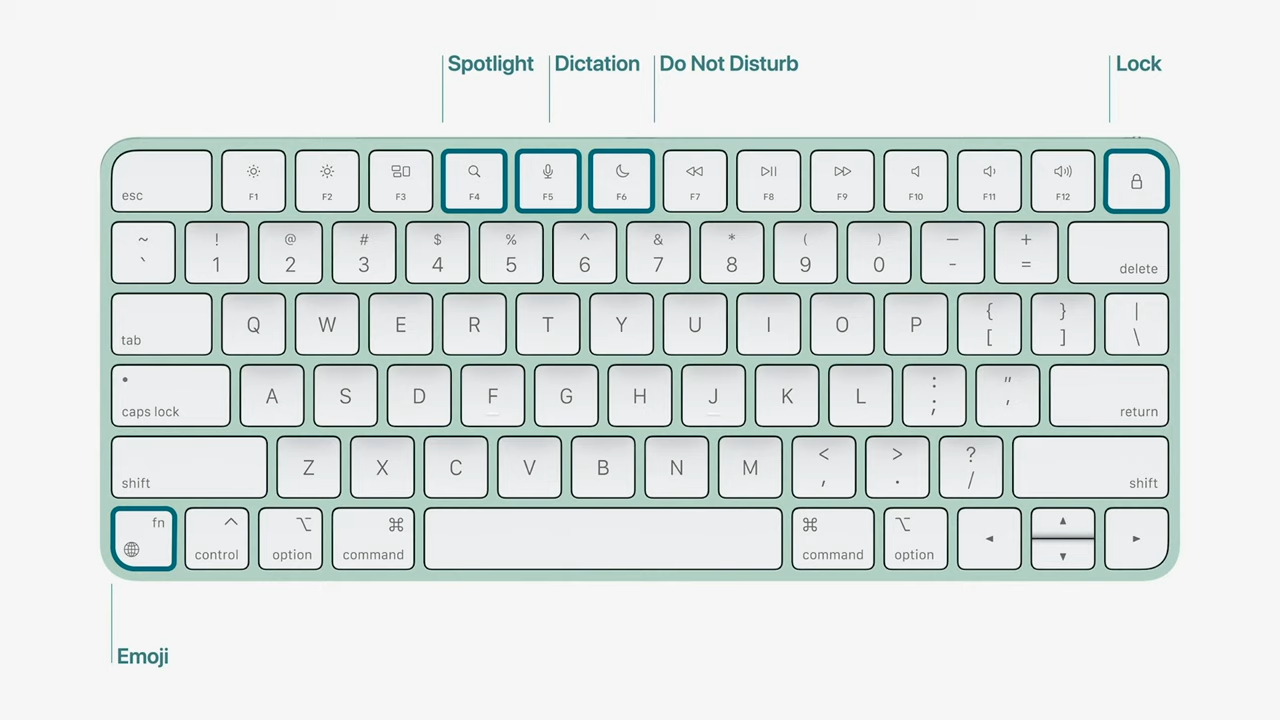 Spotlight Dictation Do Not Disturb Lock
esc F1 F2 F3 F4 F5 F6 F7 F8 F9 F10 F11 F12
~ ! @ # $ % ^ & * ( ) — +
` 1 2 3 4 5 6 7 8 9 0 - = delete
tab Q W E R T Y U I O P { [ } ] | \
caps lock A S D F G H J K L : ; " ' return
shift Z X C V B N M < , > . ? / shift
fn ^ ⌥ ⌘ ⌘ ⌥
control option command command option
Emoji